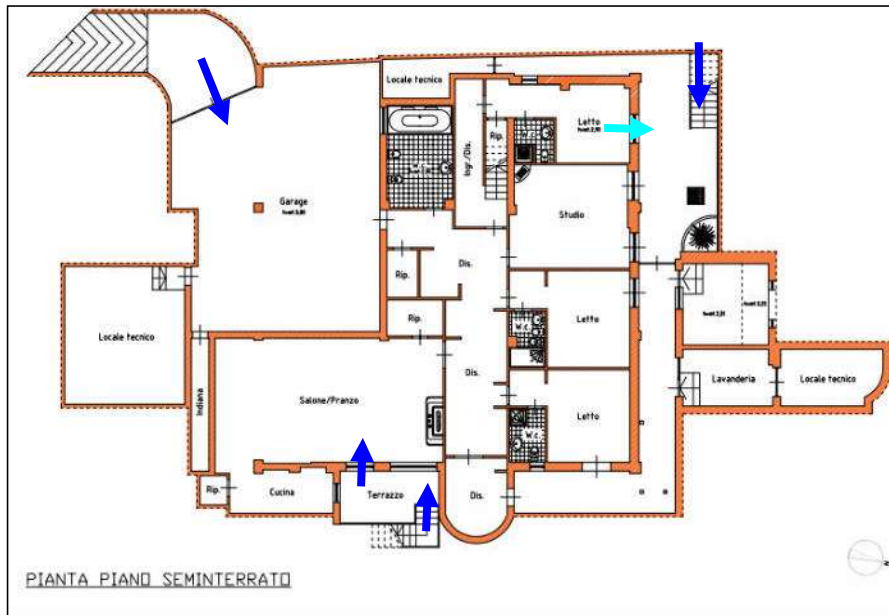 Locale tecnico
Letto
W.c.
Rip.
Ingr./Dis.
Garage
Studio
Dis.
Rip.
Locale tecnico
Rip.
W.c.
Letto
Lavanderia
Locale tecnico
Indiana
Salone/Pranzo
Dis.
Letto
W.c.
Rip.
Cucina
Terrazzo
Dis.
PIANTA PIANO SEMINTERRATO
N